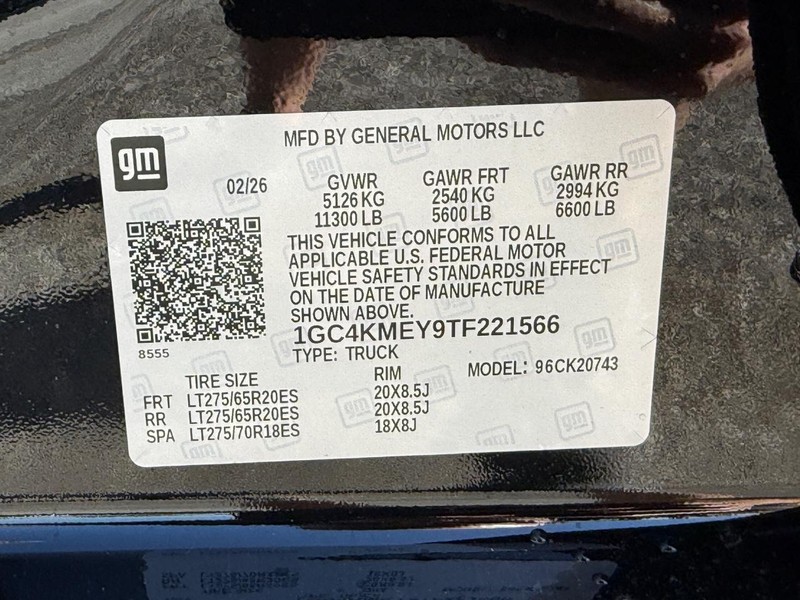 gm
MFD BY GENERAL MOTORS LLC
02/26 GVWR GAWR FRT GAWR RR
5126 KG 2540 KG 2994 KG
11300 LB 5600 LB 6600 LB
THIS VEHICLE CONFORMS TO ALL
APPLICABLE U.S. FEDERAL MOTOR
VEHICLE SAFETY STANDARDS IN EFFECT
ON THE DATE OF MANUFACTURE
SHOWN ABOVE.
1GC4KMEY9TF221566
8555
TYPE: TRUCK
MODEL: 96CK20743
TIRE SIZE RIM
FRT LT275/65R20ES 20X8.5J
RR LT275/65R20ES 20X8.5J
SPA LT275/70R18ES 18X8J